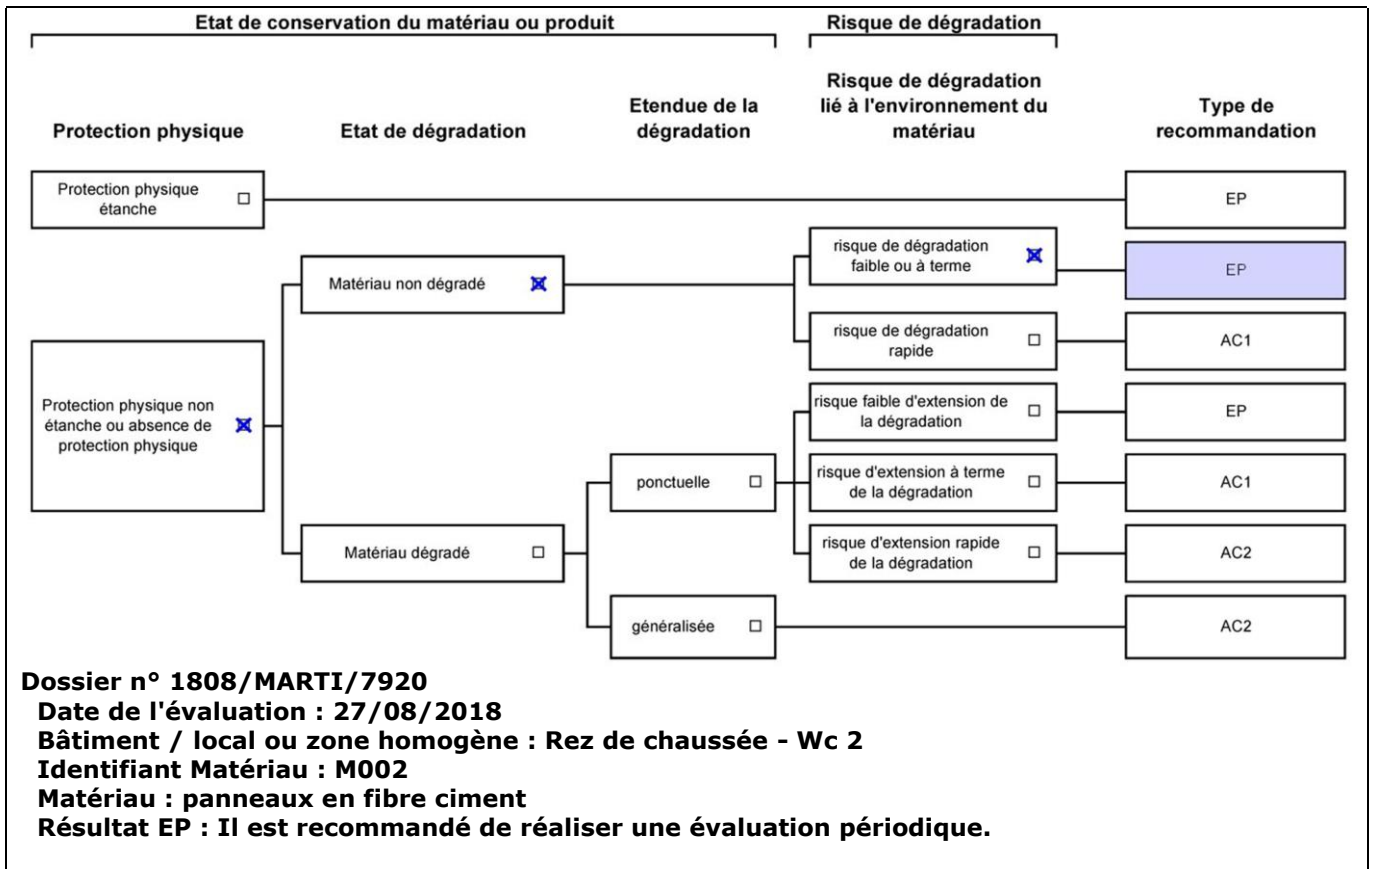 Etat de conservation du matériau ou produit
Risque de dégradation
Protection physique
Etat de dégradation
Etendue de la
dégradation
Risque de dégradation
lié à l'environnement du
matériau
Type de
recommandation
Protection physique
étanche
EP
risque de dégradation
faible ou à terme
EP
Matériau non dégradé
risque de dégradation
rapide
AC1
Protection physique non
étanche ou absence de
protection physique
risque faible d'extension de
la dégradation
EP
ponctuelle
risque d'extension à terme
de la dégradation
AC1
Matériau dégradé
risque d'extension rapide
de la dégradation
AC2
généralisée
AC2
Dossier n° 1808/MARTI/7920
Date de l'évaluation : 27/08/2018
Bâtiment / local ou zone homogène : Rez de chaussée - Wc 2
Identifiant Matériau : M002
Matériau : panneaux en fibre ciment
Résultat EP : Il est recommandé de réaliser une évaluation périodique.